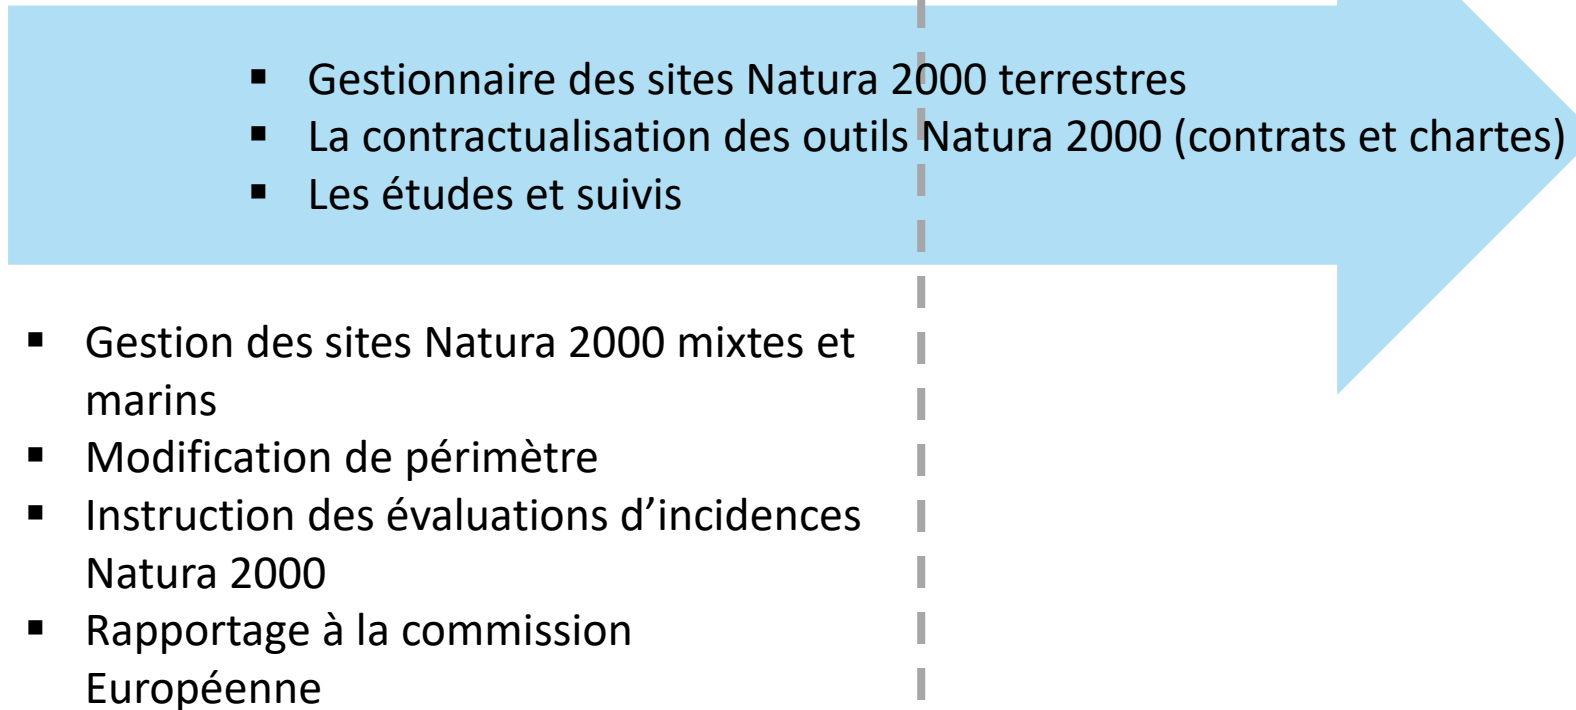 ▪ Gestionnaire des sites Natura 2000 terrestres
▪ La contractualisation des outils Natura 2000 (contrats et chartes)
▪ Les études et suivis
▪ Gestion des sites Natura 2000 mixtes et
marins
▪ Modification de périmètre
▪ Instruction des évaluations d’incidences
Natura 2000
▪ Rapportage à la commission
Européenne